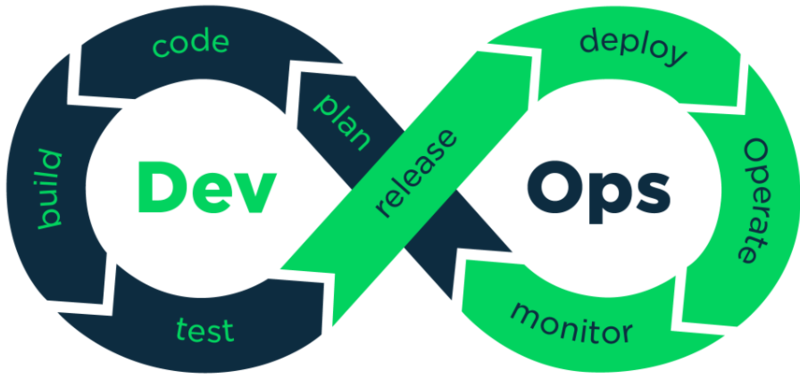 plan
code
build
test
release
deploy
Operate
monitor
Dev
Ops